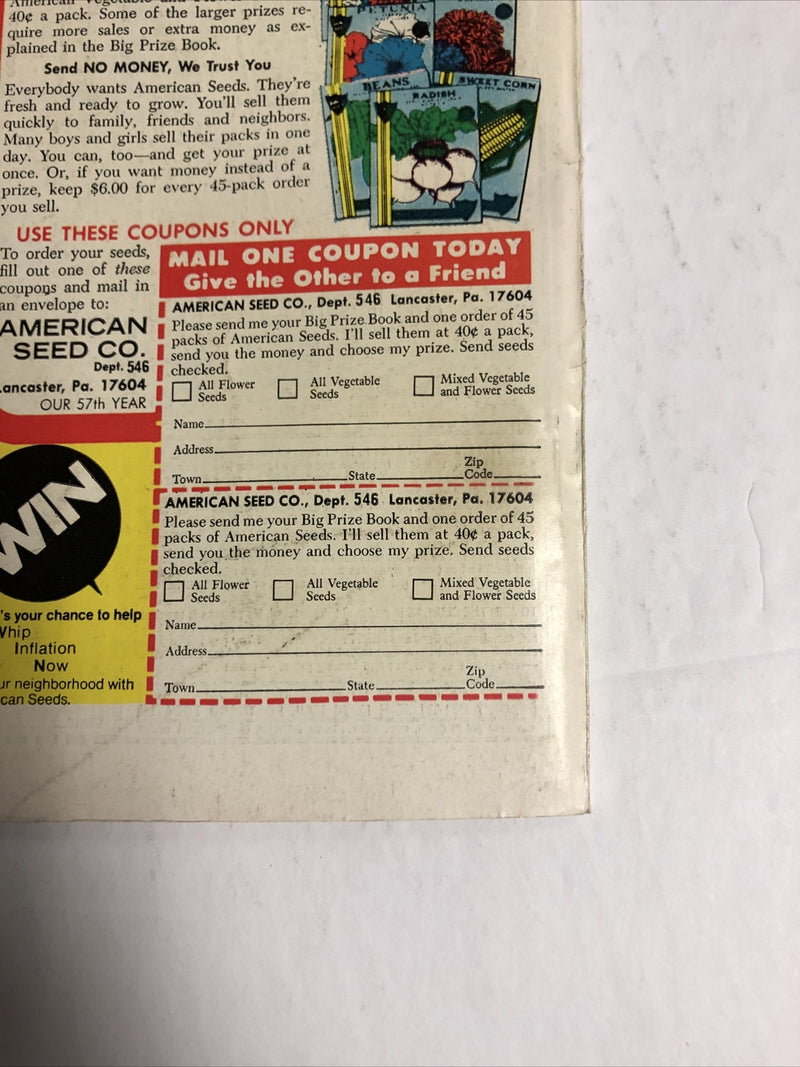 American Vegetable and Flower
40¢ a pack. Some of the larger prizes re-
quire more sales or extra money as ex-
plained in the Big Prize Book.
Send NO MONEY, We Trust You
Everybody wants American Seeds. They're
fresh and ready to grow. You'll sell them
quickly to family, friends and neighbors.
Many boys and girls sell their packs in one
day. You can, too—and get your prize at
once. Or, if you want money instead of a
prize, keep $6.00 for every 45-pack order
you sell.
PETUNIA
BEANS
RADISH
SWEET CORN
USE THESE COUPONS ONLY
To order your seeds,
fill out one of these
coupons and mail in
an envelope to:
AMERICAN
SEED CO.
Dept. 546
Lancaster, Pa. 17604
OUR 57th YEAR
MAIL ONE COUPON TODAY
Give the Other to a Friend
AMERICAN SEED CO., Dept. 546 Lancaster, Pa. 17604
Please send me your Big Prize Book and one order of 45
packs of American Seeds. I'll sell them at 40¢ a pack,
send you the money and choose my prize. Send seeds
checked.
All Flower Seeds
All Vegetable Seeds
Mixed Vegetable and Flower Seeds
Name
Address
Town State Zip Code
WIN
's your chance to help
Whip
Inflation
Now
ur neighborhood with
can Seeds.
AMERICAN SEED CO., Dept. 546 Lancaster, Pa. 17604
Please send me your Big Prize Book and one order of 45
packs of American Seeds. I'll sell them at 40¢ a pack,
send you the money and choose my prize. Send seeds
checked.
All Flower Seeds
All Vegetable Seeds
Mixed Vegetable and Flower Seeds
Name
Address
Town State Zip Code